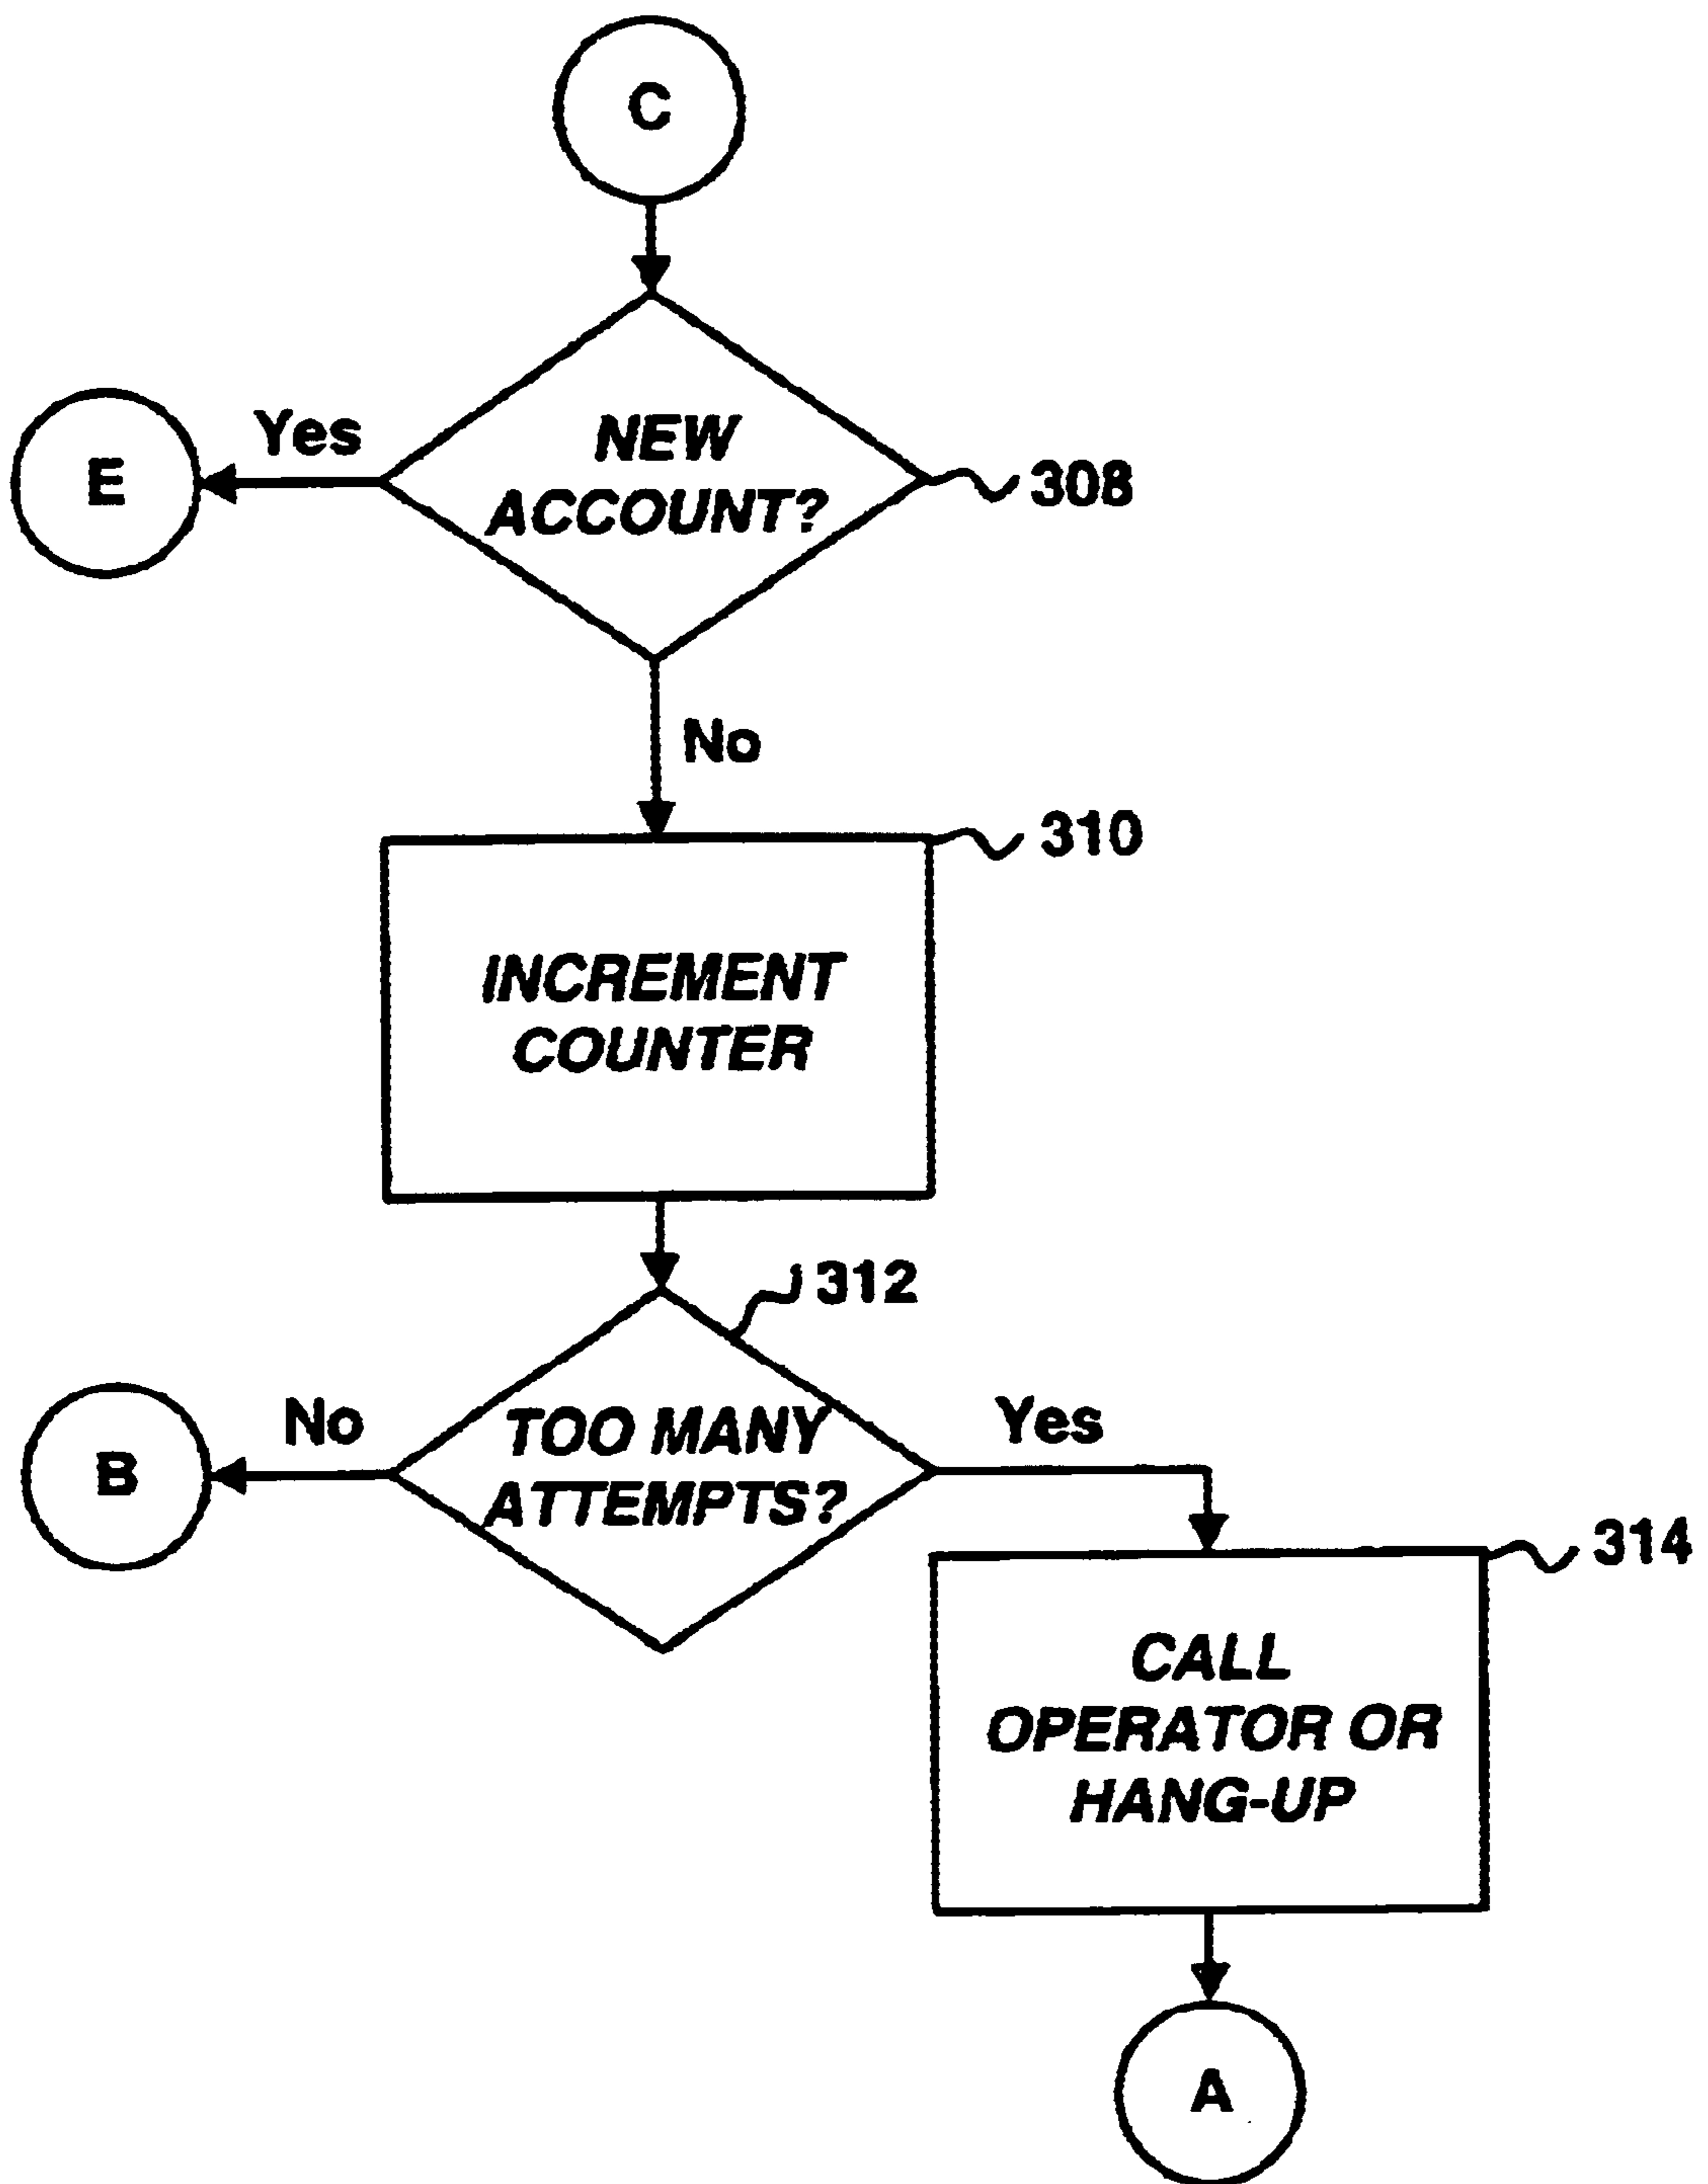 C
NEW
ACCOUNT?
308
Yes
E
No
310
INCREMENT
COUNTER
312
TOO MANY
ATTEMPTS?
No
B
Yes
314
CALL
OPERATOR OR
HANG-UP
A